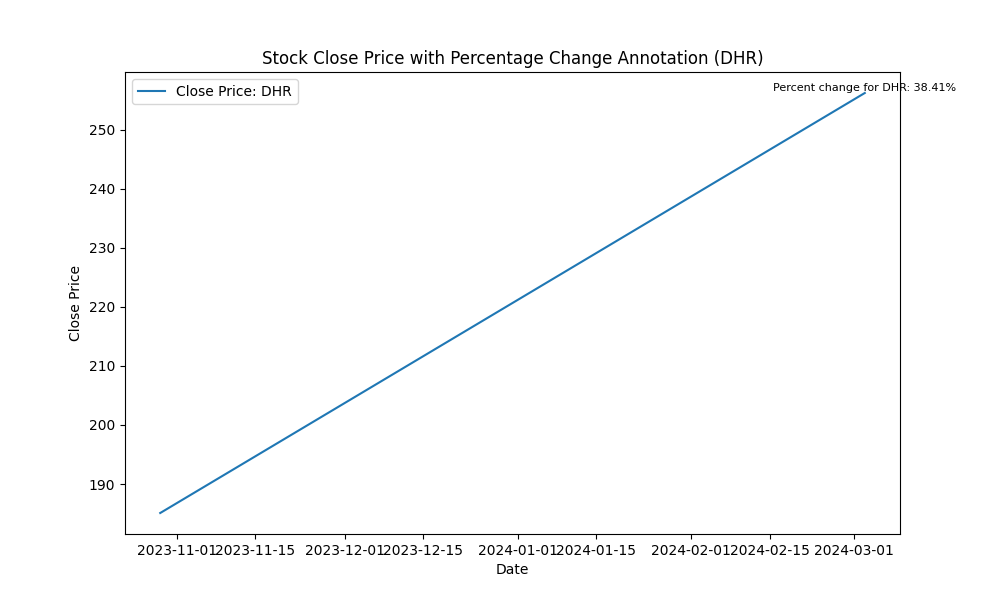 Stock Close Price with Percentage Change Annotation (DHR)
Close Price: DHR
Percent change for DHR: 38.41%
250
240
230
220
210
200
190
Close Price
2023-11-01 2023-11-15 2023-12-01 2023-12-15 2024-01-01 2024-01-15 2024-02-01 2024-02-15 2024-03-01
Date